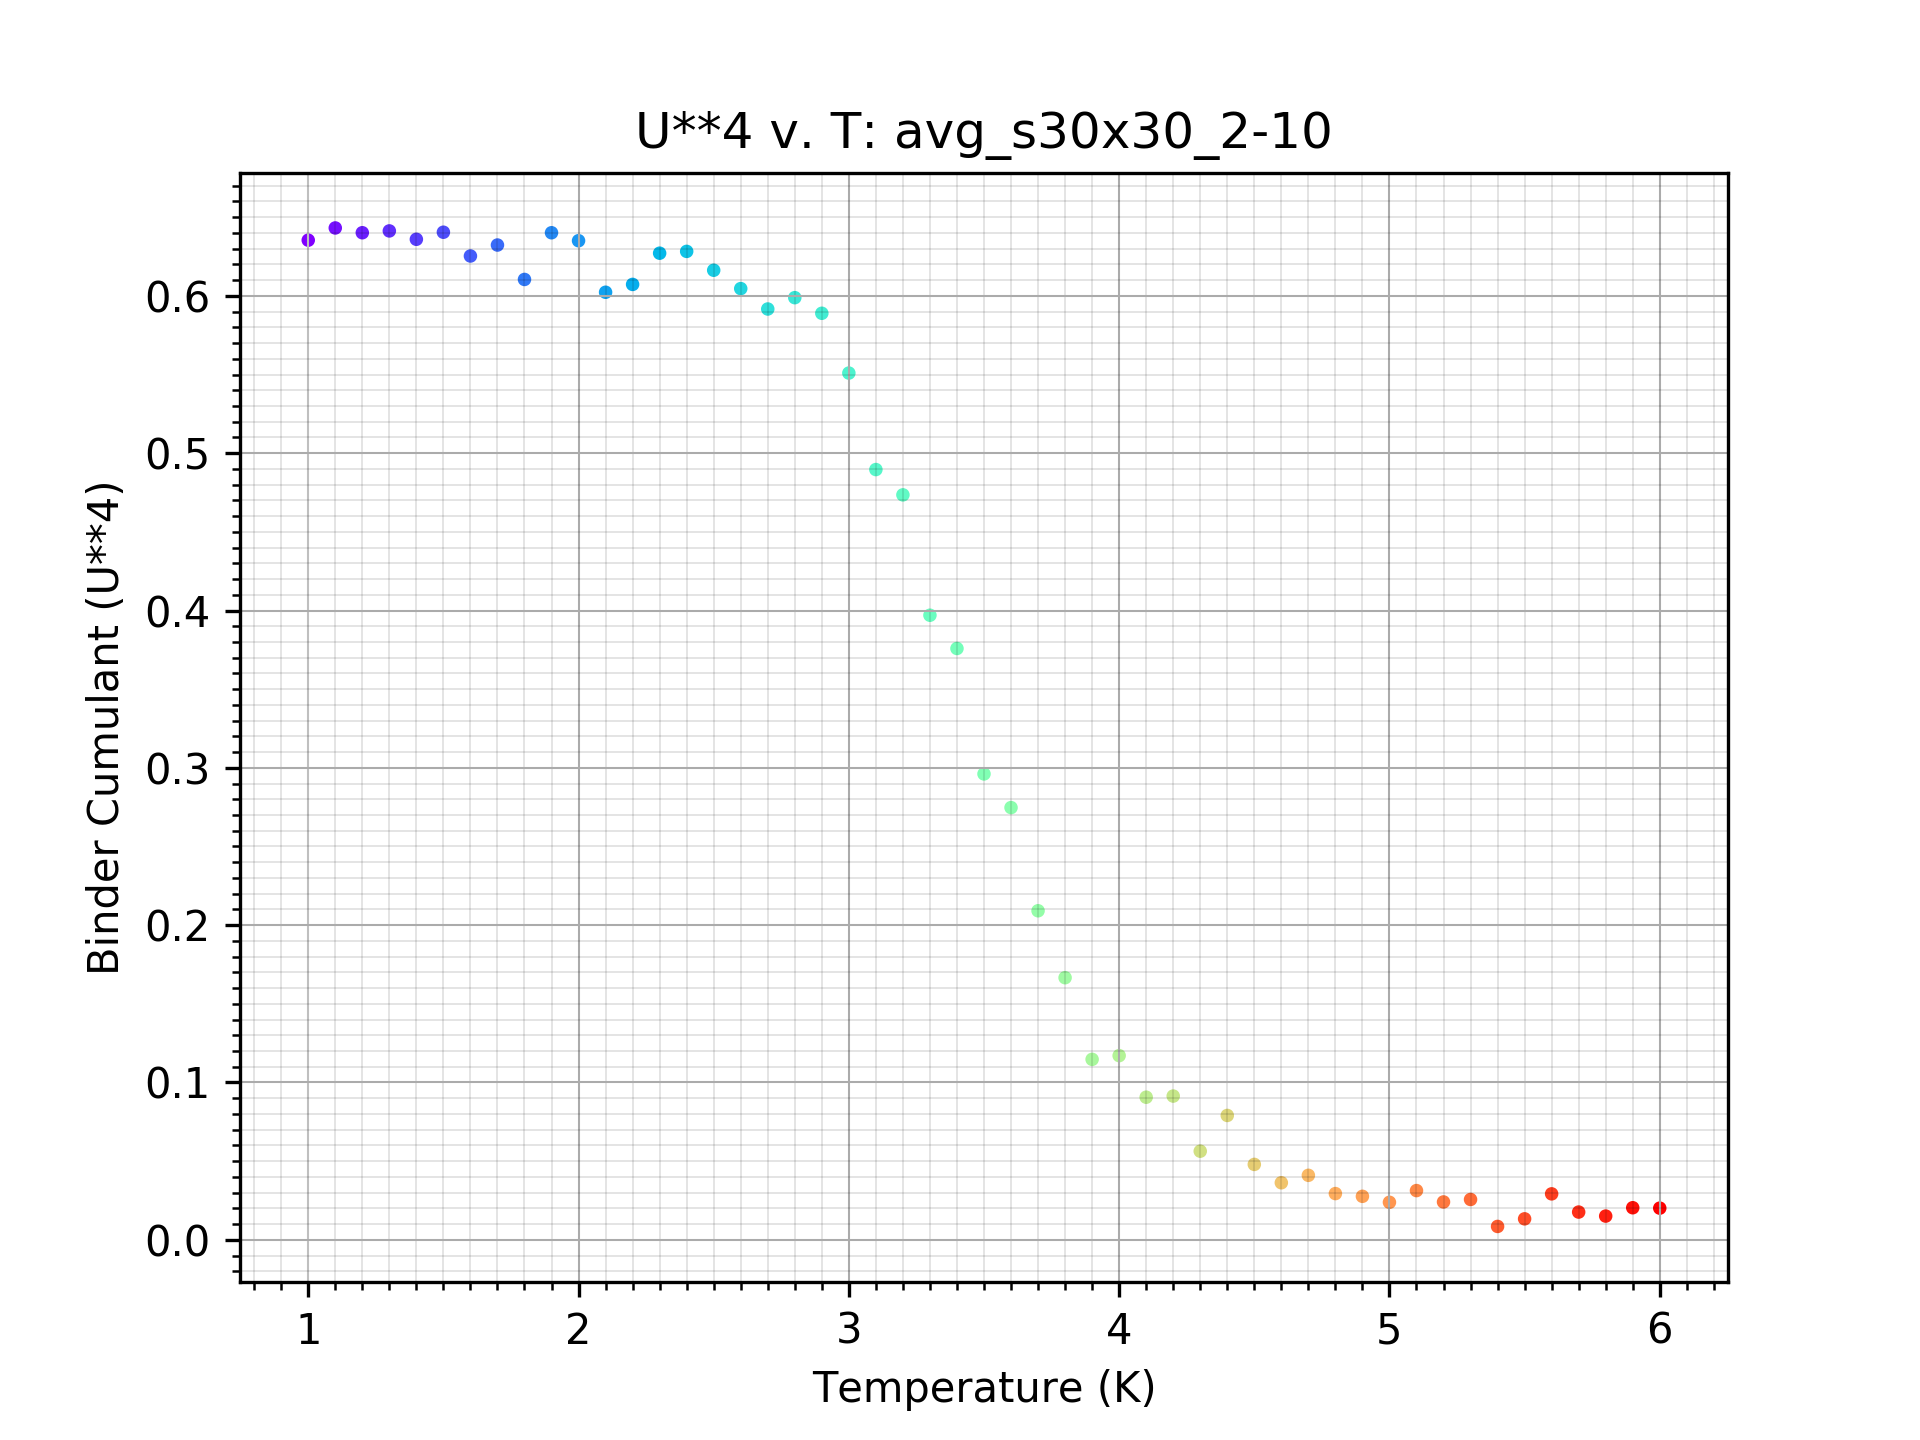 U**4 v. T: avg_s30x30_2-10
Binder Cumulant (U**4)
0.6
0.5
0.4
0.3
0.2
0.1
0.0
1 2 3 4 5 6
Temperature (K)